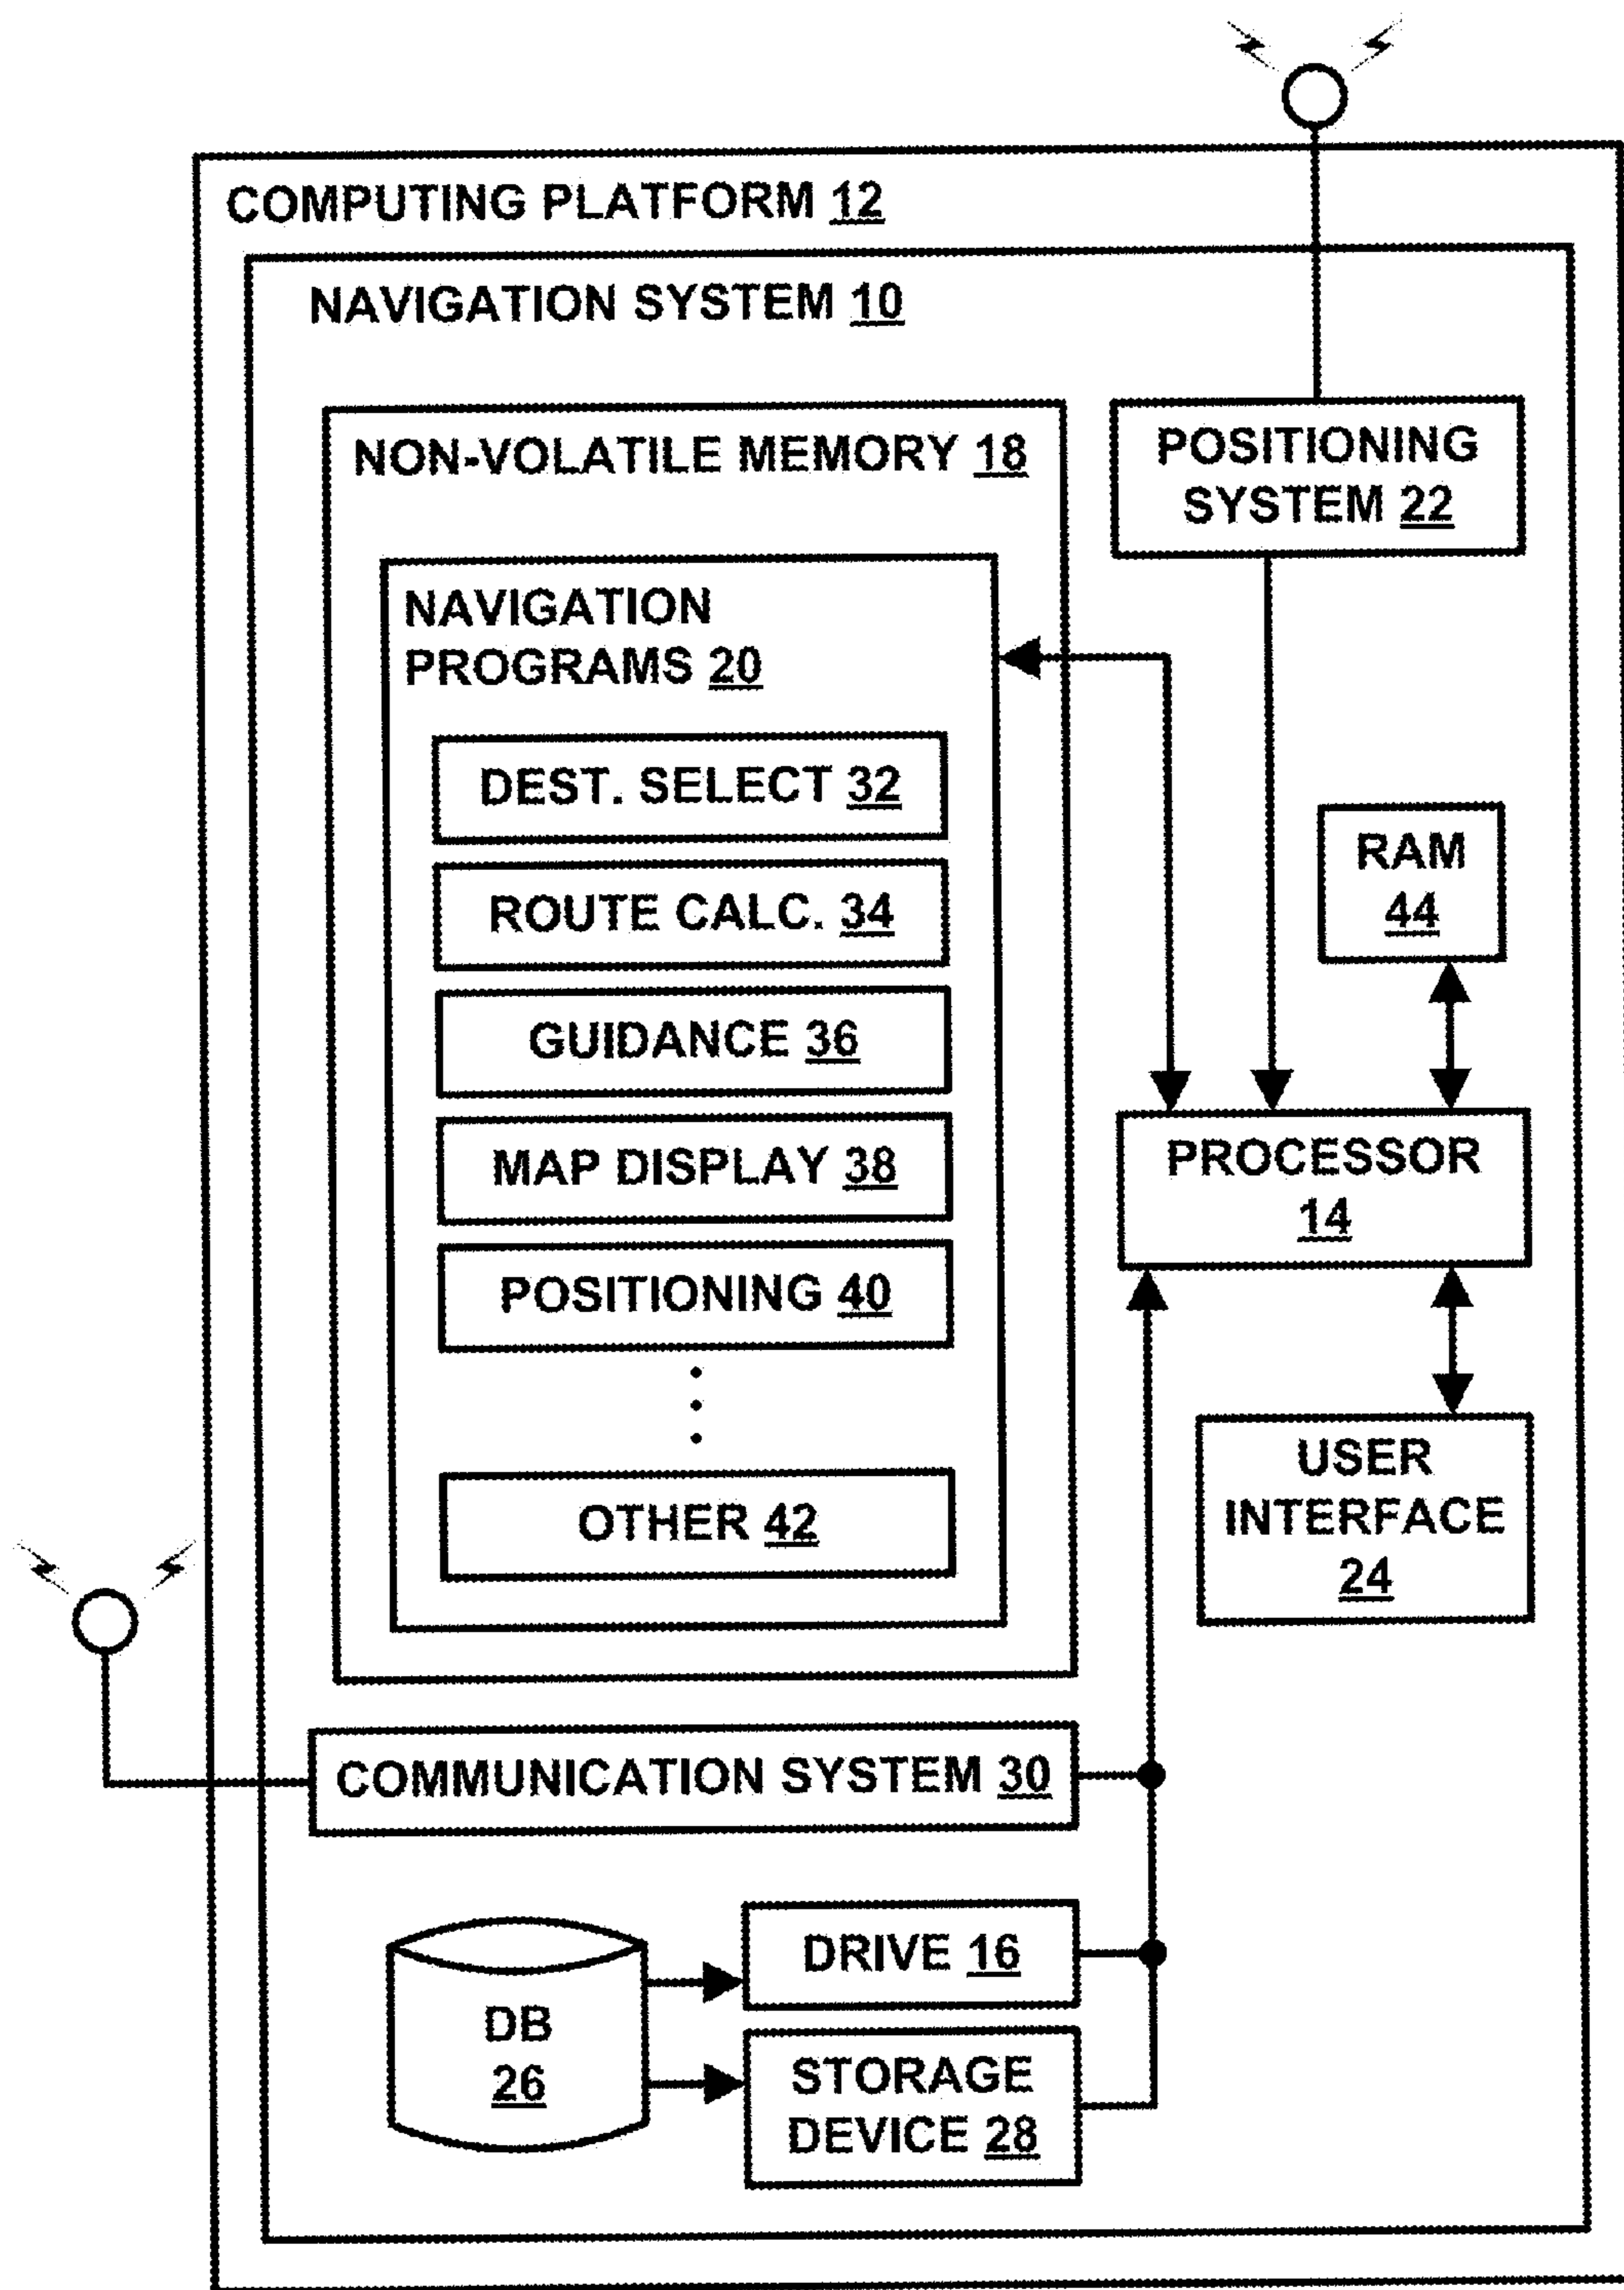 COMPUTING PLATFORM 12
NAVIGATION SYSTEM 10
NON-VOLATILE MEMORY 18
NAVIGATION
PROGRAMS 20
DEST. SELECT 32
ROUTE CALC. 34
GUIDANCE 36
MAP DISPLAY 38
POSITIONING 40
OTHER 42
POSITIONING
SYSTEM 22
RAM
44
PROCESSOR
14
USER
INTERFACE
24
COMMUNICATION SYSTEM 30
DB
26
DRIVE 16
STORAGE
DEVICE 28